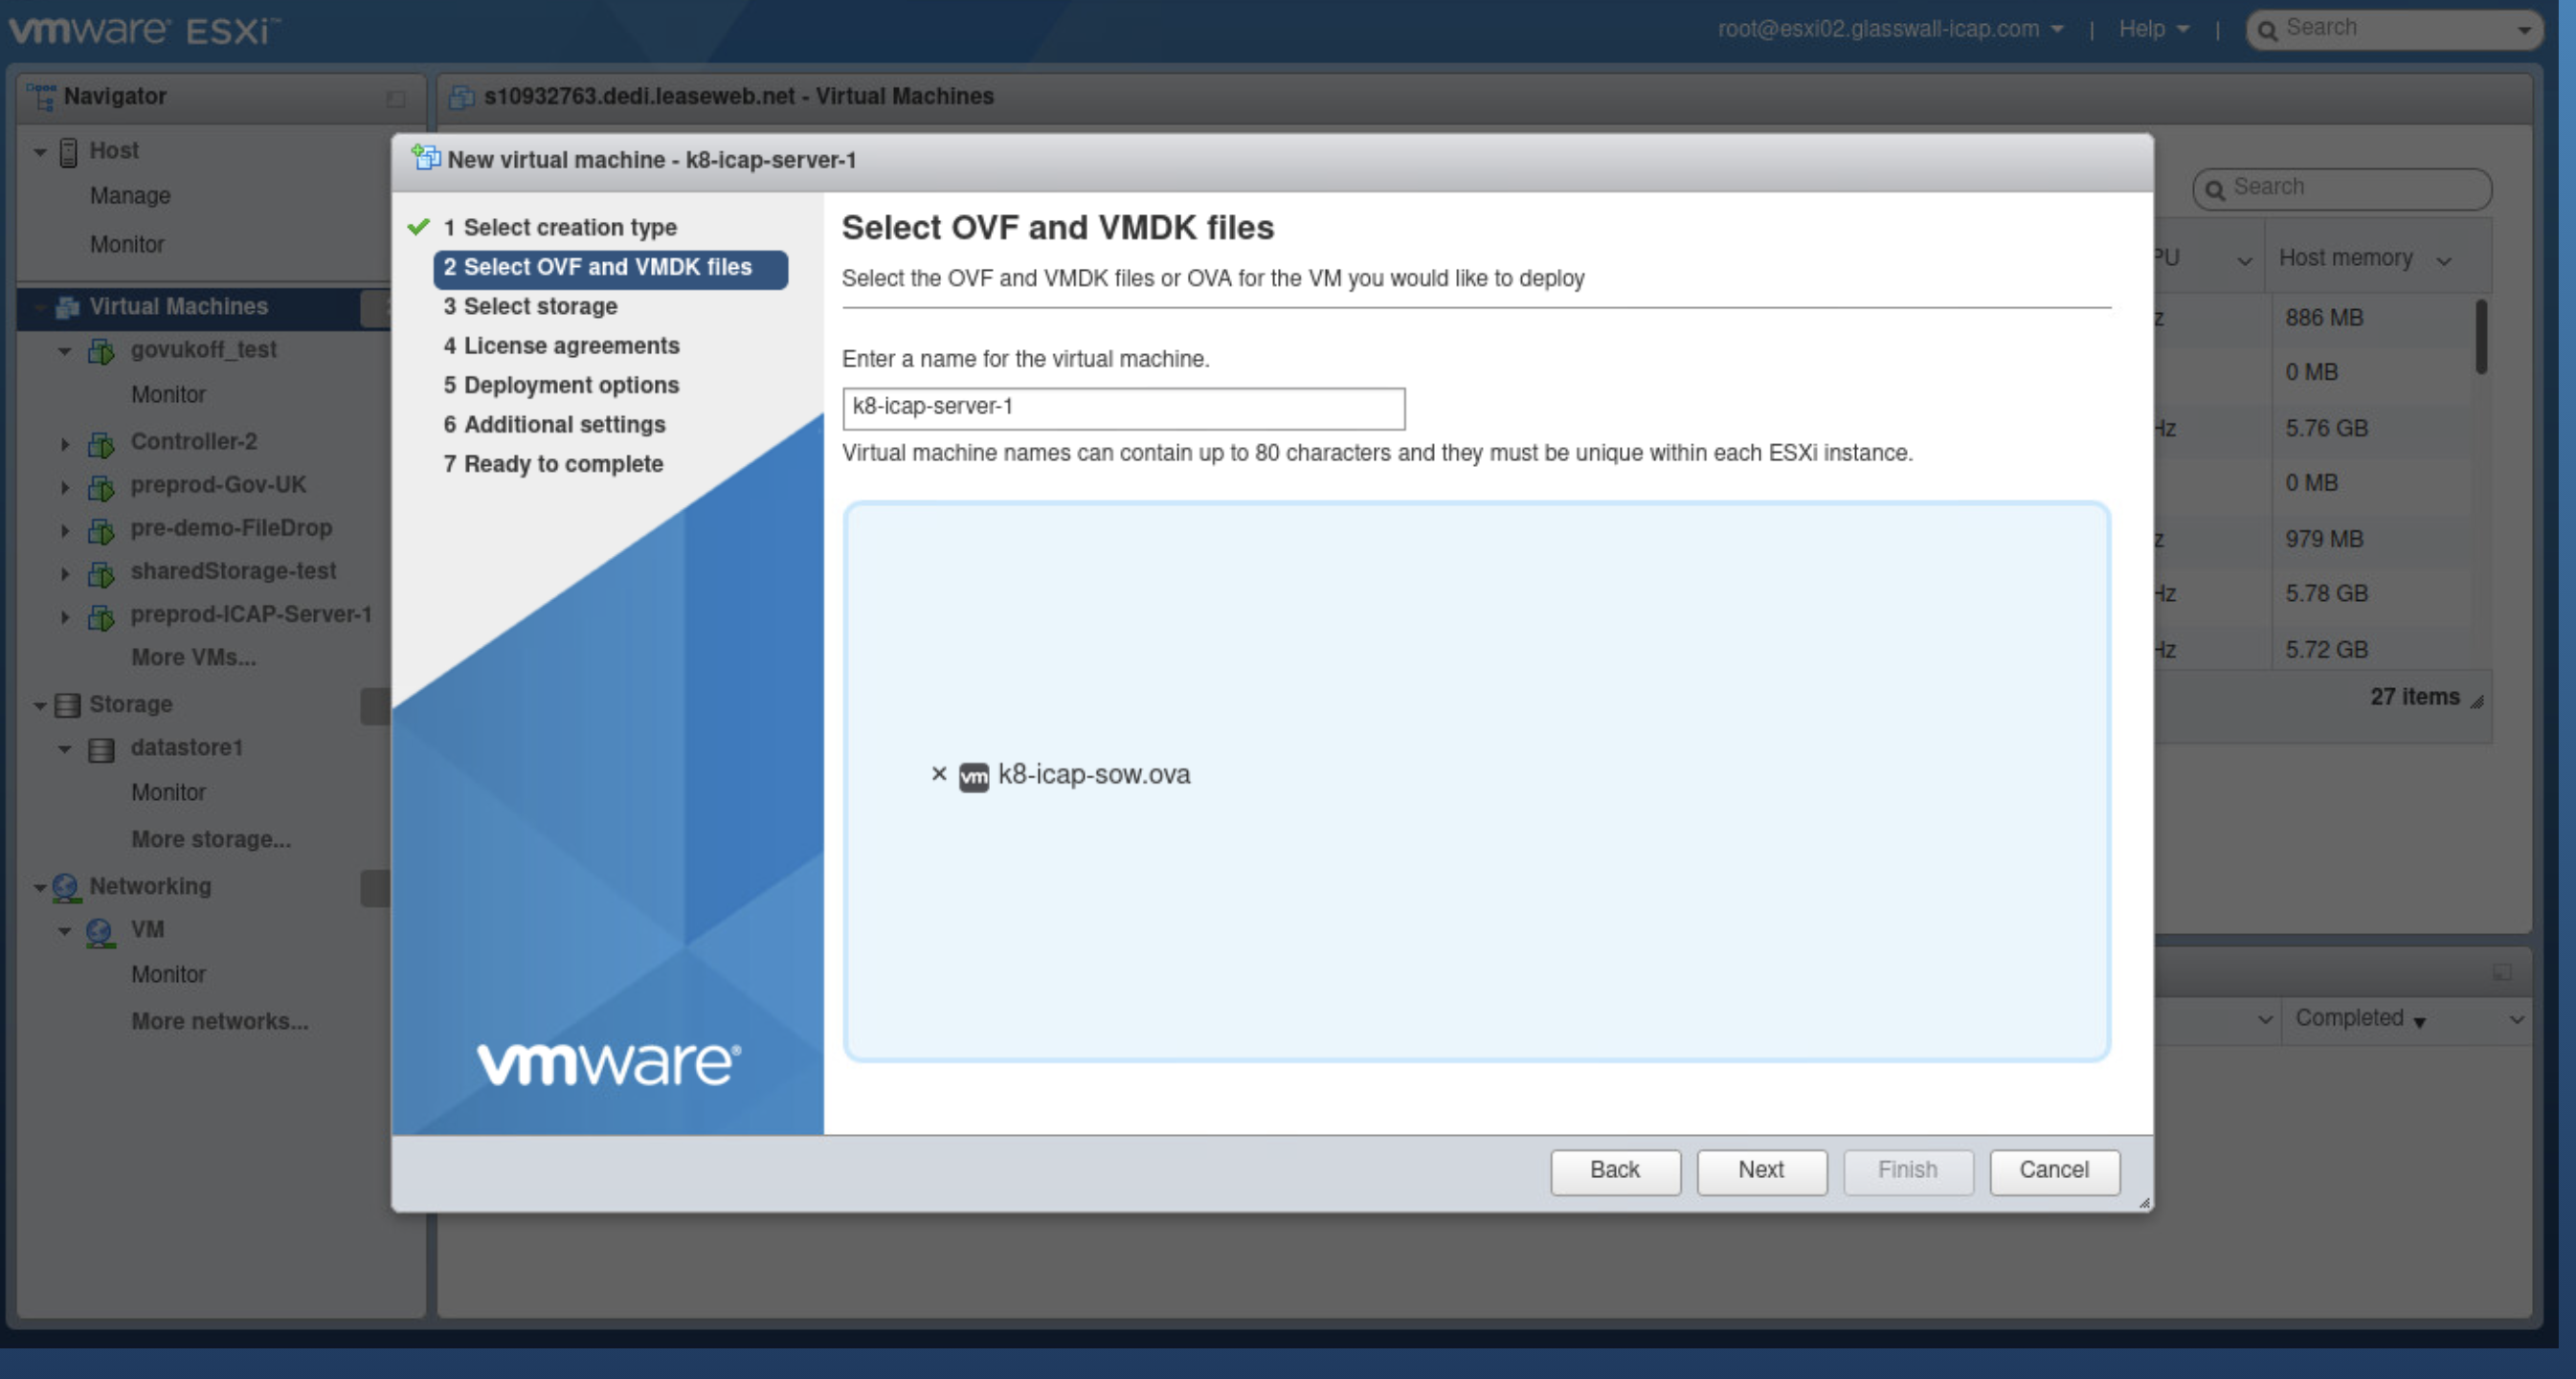 vmware® ESXi™
root@esxi02.glasswall-icap.com | Help | Search
Navigator
Host
Manage
Monitor
Virtual Machines
govukoff_test
Monitor
Controller-2
preprod-Gov-UK
pre-demo-FileDrop
sharedStorage-test
preprod-ICAP-Server-1
More VMs...
Storage
datastore1
Monitor
More storage...
Networking
VM
Monitor
More networks...
s10932763.dedi.leaseweb.net - Virtual Machines
Search
Host memory
886 MB
0 MB
5.76 GB
0 MB
979 MB
5.78 GB
5.72 GB
27 items
Completed
New virtual machine - k8-icap-server-1
1 Select creation type
2 Select OVF and VMDK files
3 Select storage
4 License agreements
5 Deployment options
6 Additional settings
7 Ready to complete
vmware®
Select OVF and VMDK files
Select the OVF and VMDK files or OVA for the VM you would like to deploy
Enter a name for the virtual machine.
k8-icap-server-1
Virtual machine names can contain up to 80 characters and they must be unique within each ESXi instance.
× vm k8-icap-sow.ova
Back Next Finish Cancel